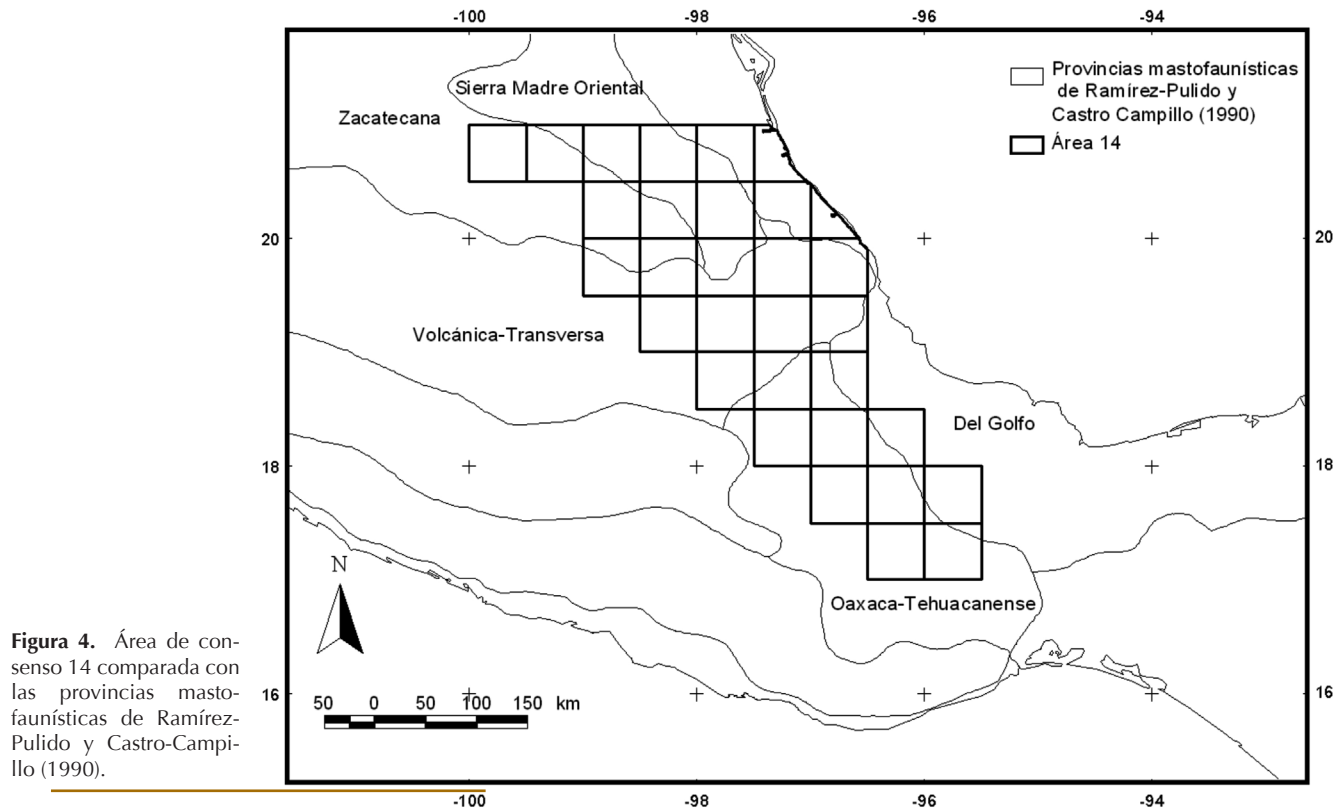 -100
-98
-96
-94
Sierra Madre Oriental
Zacatecana
Provincias mastofaunísticas
de Ramírez-Pulido y
Castro Campillo (1990)
Área 14
20
20
Volcánica-Transversa
Del Golfo
18
18
N
Oaxaca-Tehuacanense
16
16
50 0 50 100 150 km
-100
-98
-96
-94
Figura 4. Área de con-
senso 14 comparada con
las provincias masto-
faunísticas de Ramírez-
Pulido y Castro-Campi-
llo (1990).